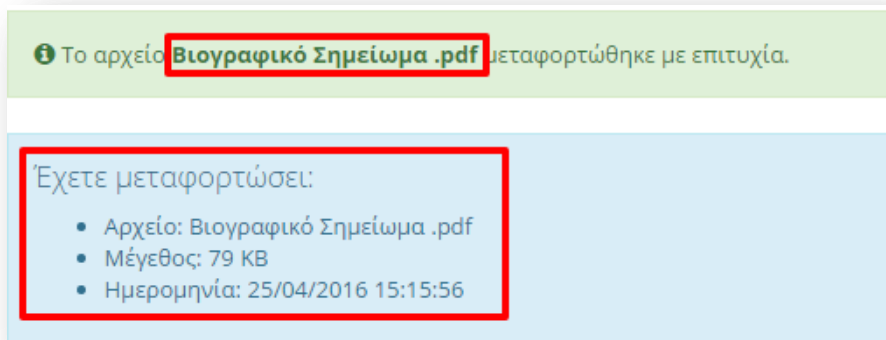 Το αρχείο Βιογραφικό Σημείωμα .pdf μεταφορτώθηκε με επιτυχία.
Έχετε μεταφορτώσει:
Αρχείο: Βιογραφικό Σημείωμα .pdf
Μέγεθος: 79 KB
Ημερομηνία: 25/04/2016 15:15:56